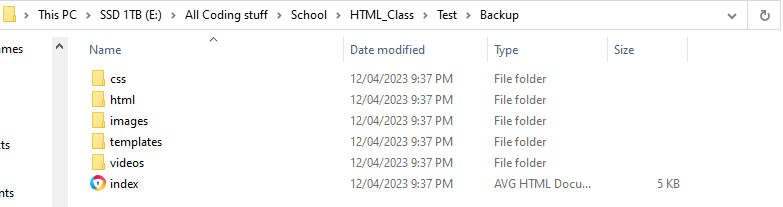 This PC > SSD 1TB (E:) > All Coding stuff > School > HTML_Class > Test > Backup
Name Date modified Type Size
ames
css 12/04/2023 9:37 PM File folder
html 12/04/2023 9:37 PM File folder
images 12/04/2023 9:37 PM File folder
templates 12/04/2023 9:37 PM File folder
cts
videos 12/04/2023 9:37 PM File folder
index 12/04/2023 9:37 PM AVG HTML Docu... 5 KB
nts